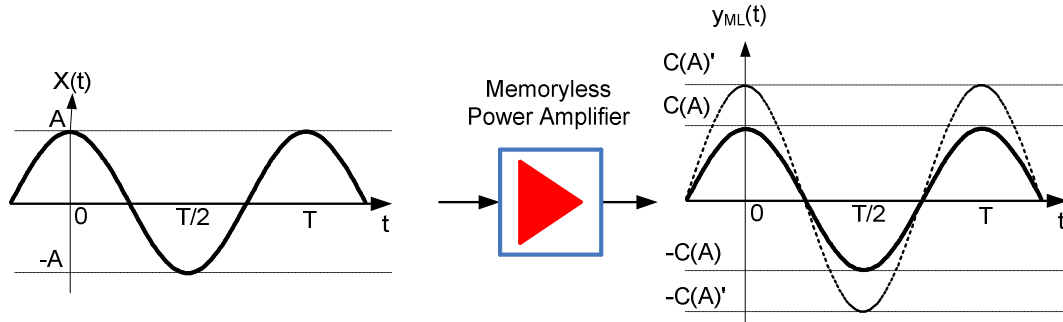 X(t)
A
0
T/2
T
t
-A
Memoryless
Power Amplifier
yML(t)
C(A)'
C(A)
0
T/2
T
t
-C(A)
-C(A)'